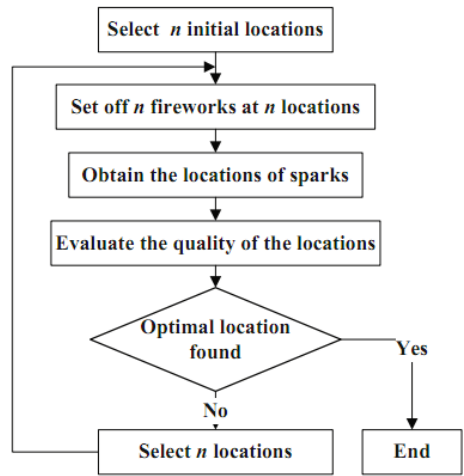 Select n initial locations
Set off n fireworks at n locations
Obtain the locations of sparks
Evaluate the quality of the locations
Optimal location
found
Yes
No
Select n locations
End